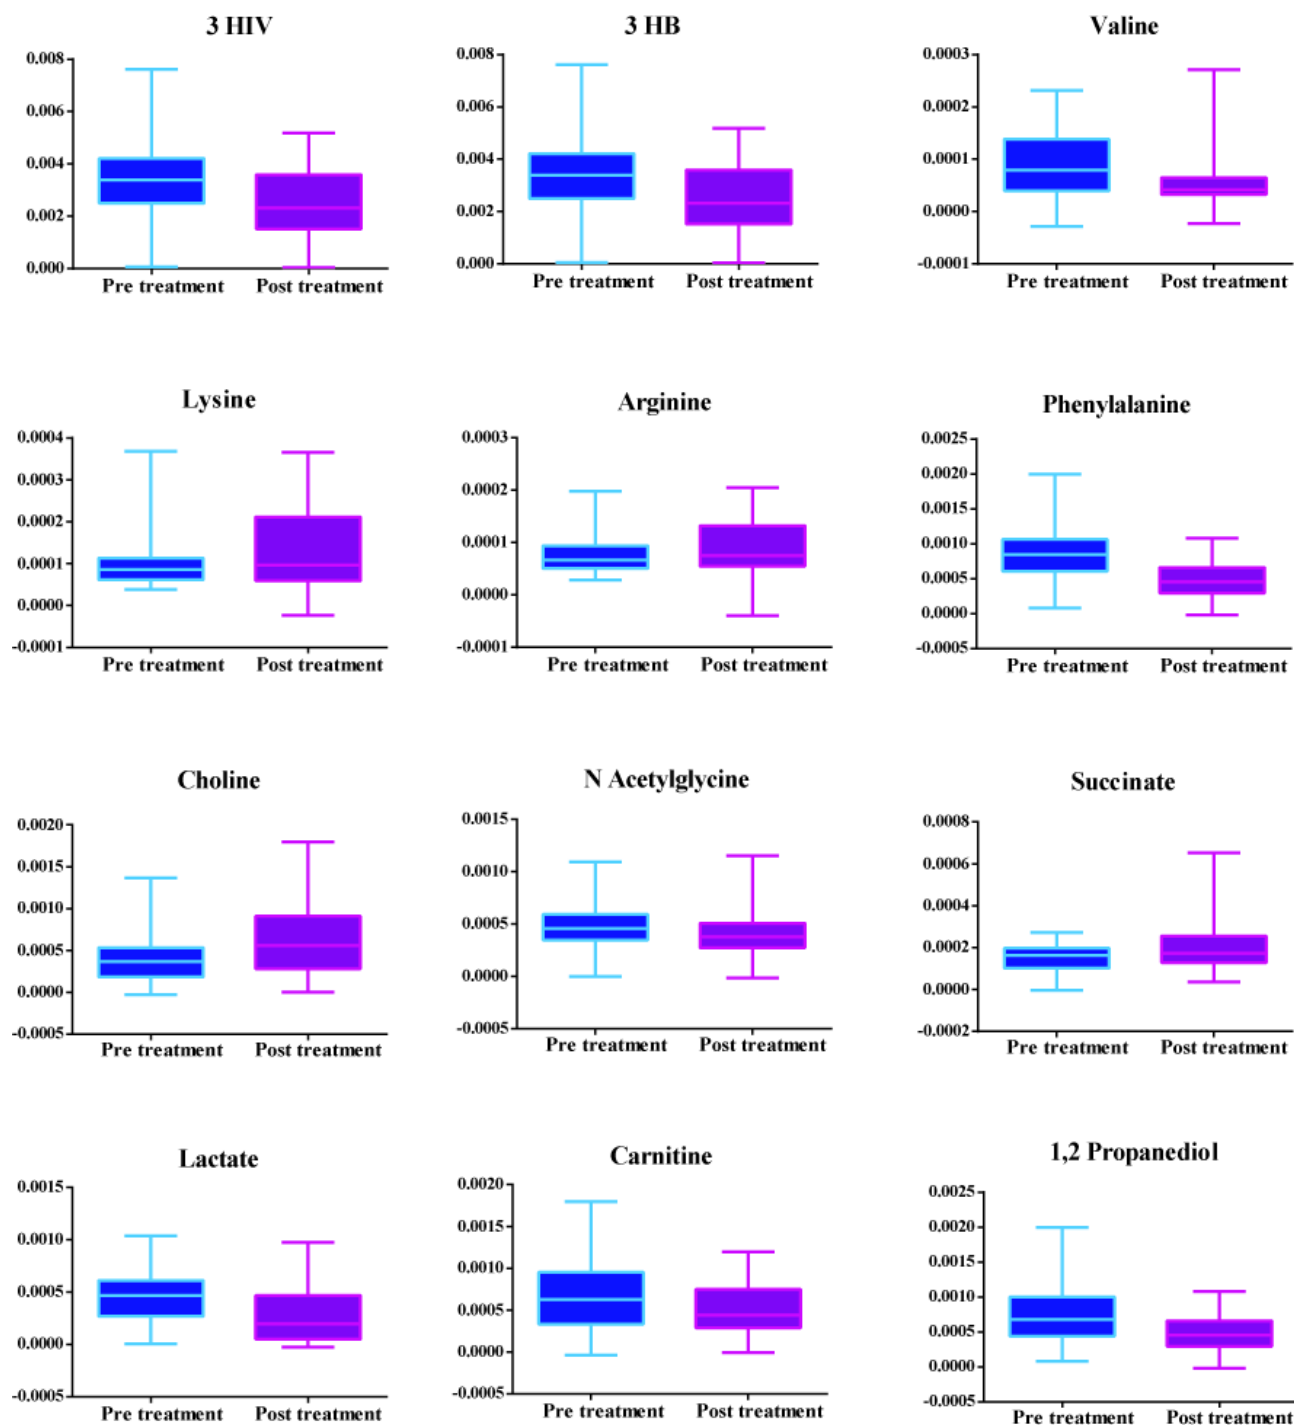 3 HIV
0.008
0.006
0.004
0.002
0.000
Pre treatment Post treatment
3 HB
0.008
0.006
0.004
0.002
0.000
Pre treatment Post treatment
Valine
0.0003
0.0002
0.0001
0.0000
-0.0001
Pre treatment Post treatment
Lysine
0.0004
0.0003
0.0002
0.0001
0.0000
-0.0001
Pre treatment Post treatment
Arginine
0.0003
0.0002
0.0001
0.0000
-0.0001
Pre treatment Post treatment
Phenylalanine
0.0025
0.0020
0.0015
0.0010
0.0005
0.0000
-0.0005
Pre treatment Post treatment
Choline
0.0020
0.0015
0.0010
0.0005
0.0000
-0.0005
Pre treatment Post treatment
N Acetylglycine
0.0015
0.0010
0.0005
0.0000
-0.0005
Pre treatment Post treatment
Succinate
0.0008
0.0006
0.0004
0.0002
0.0000
-0.0002
Pre treatment Post treatment
Lactate
0.0015
0.0010
0.0005
0.0000
-0.0005
Pre treatment Post treatment
Carnitine
0.0020
0.0015
0.0010
0.0005
0.0000
-0.0005
Pre treatment Post treatment
1,2 Propanediol
0.0025
0.0020
0.0015
0.0010
0.0005
0.0000
-0.0005
Pre treatment Post treatment